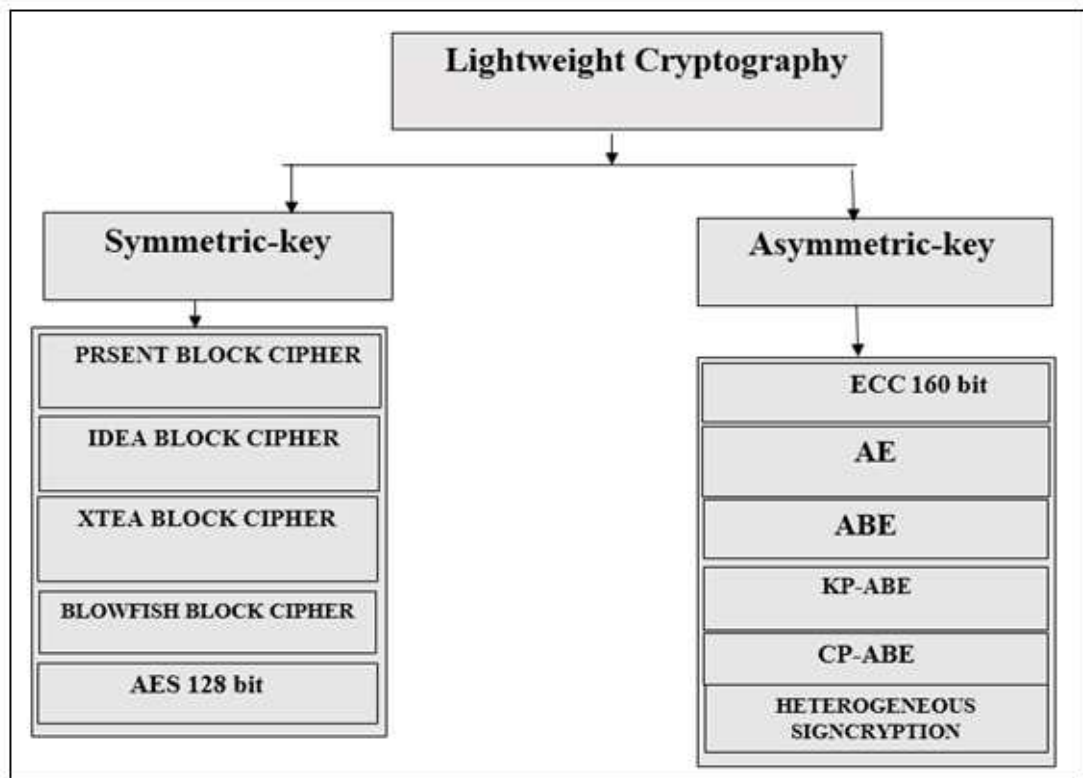 Lightweight Cryptography
Symmetric-key
PRSENT BLOCK CIPHER
IDEA BLOCK CIPHER
XTEA BLOCK CIPHER
BLOWFISH BLOCK CIPHER
AES 128 bit
Asymmetric-key
ECC 160 bit
AE
ABE
KP-ABE
CP-ABE
HETEROGENEOUS
SIGNCRYPTION